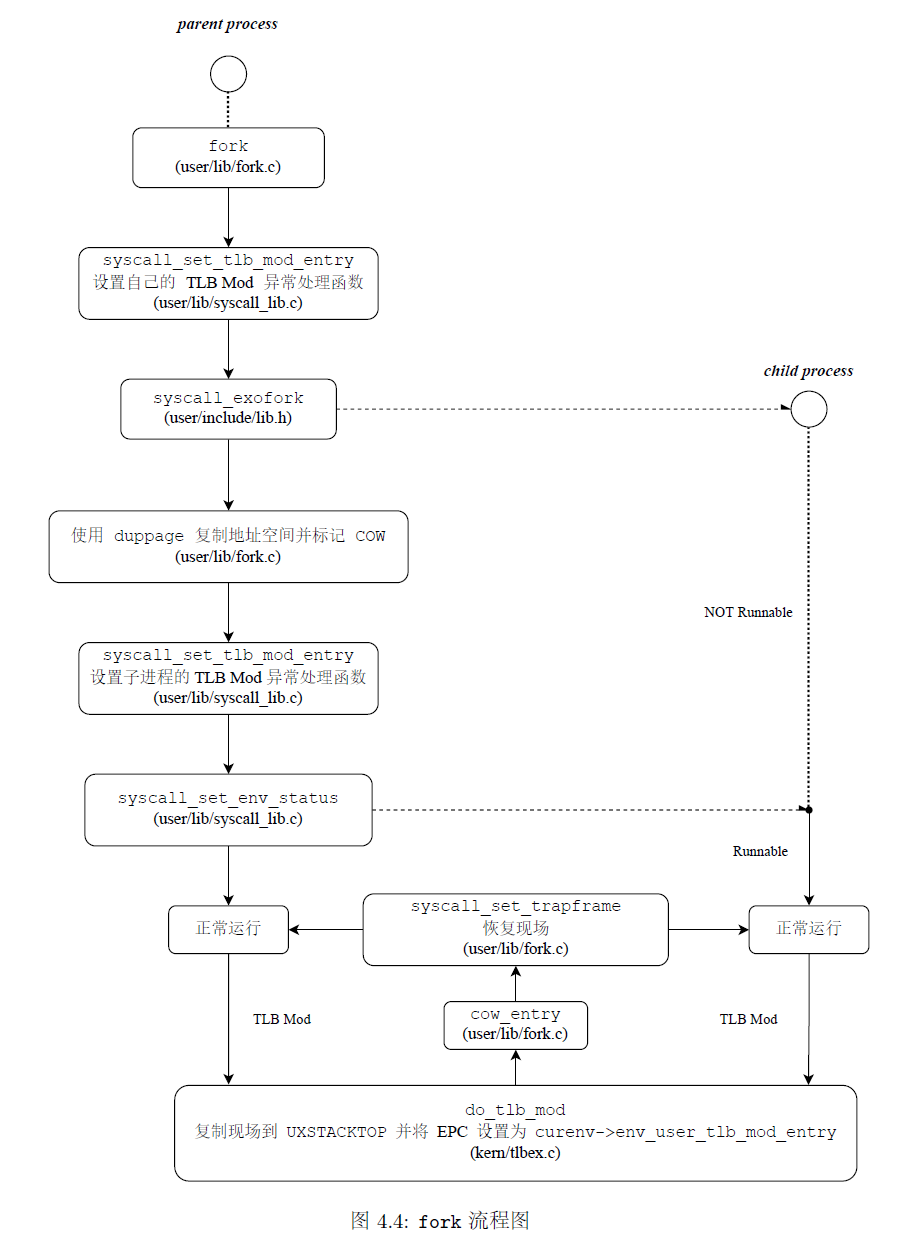 parent process
fork
(user/lib/fork.c)
syscall_set_tlb_mod_entry
设置自己的 TLB Mod 异常处理函数
(user/lib/syscall_lib.c)
child process
syscall_exofork
(user/include/lib.h)
使用 duppage 复制地址空间并标记 COW
(user/lib/fork.c)
NOT Runnable
syscall_set_tlb_mod_entry
设置子进程的 TLB Mod 异常处理函数
(user/lib/syscall_lib.c)
syscall_set_env_status
(user/lib/syscall_lib.c)
Runnable
正常运行
syscall_set_trapframe
恢复现场
(user/lib/fork.c)
正常运行
TLB Mod
cow_entry
(user/lib/fork.c)
TLB Mod
do_tlb_mod
复制现场到 UXSTACKTOP 并将 EPC 设置为 curenv->env_user_tlb_mod_entry
(kern/tlbex.c)
图 4.4: fork 流程图